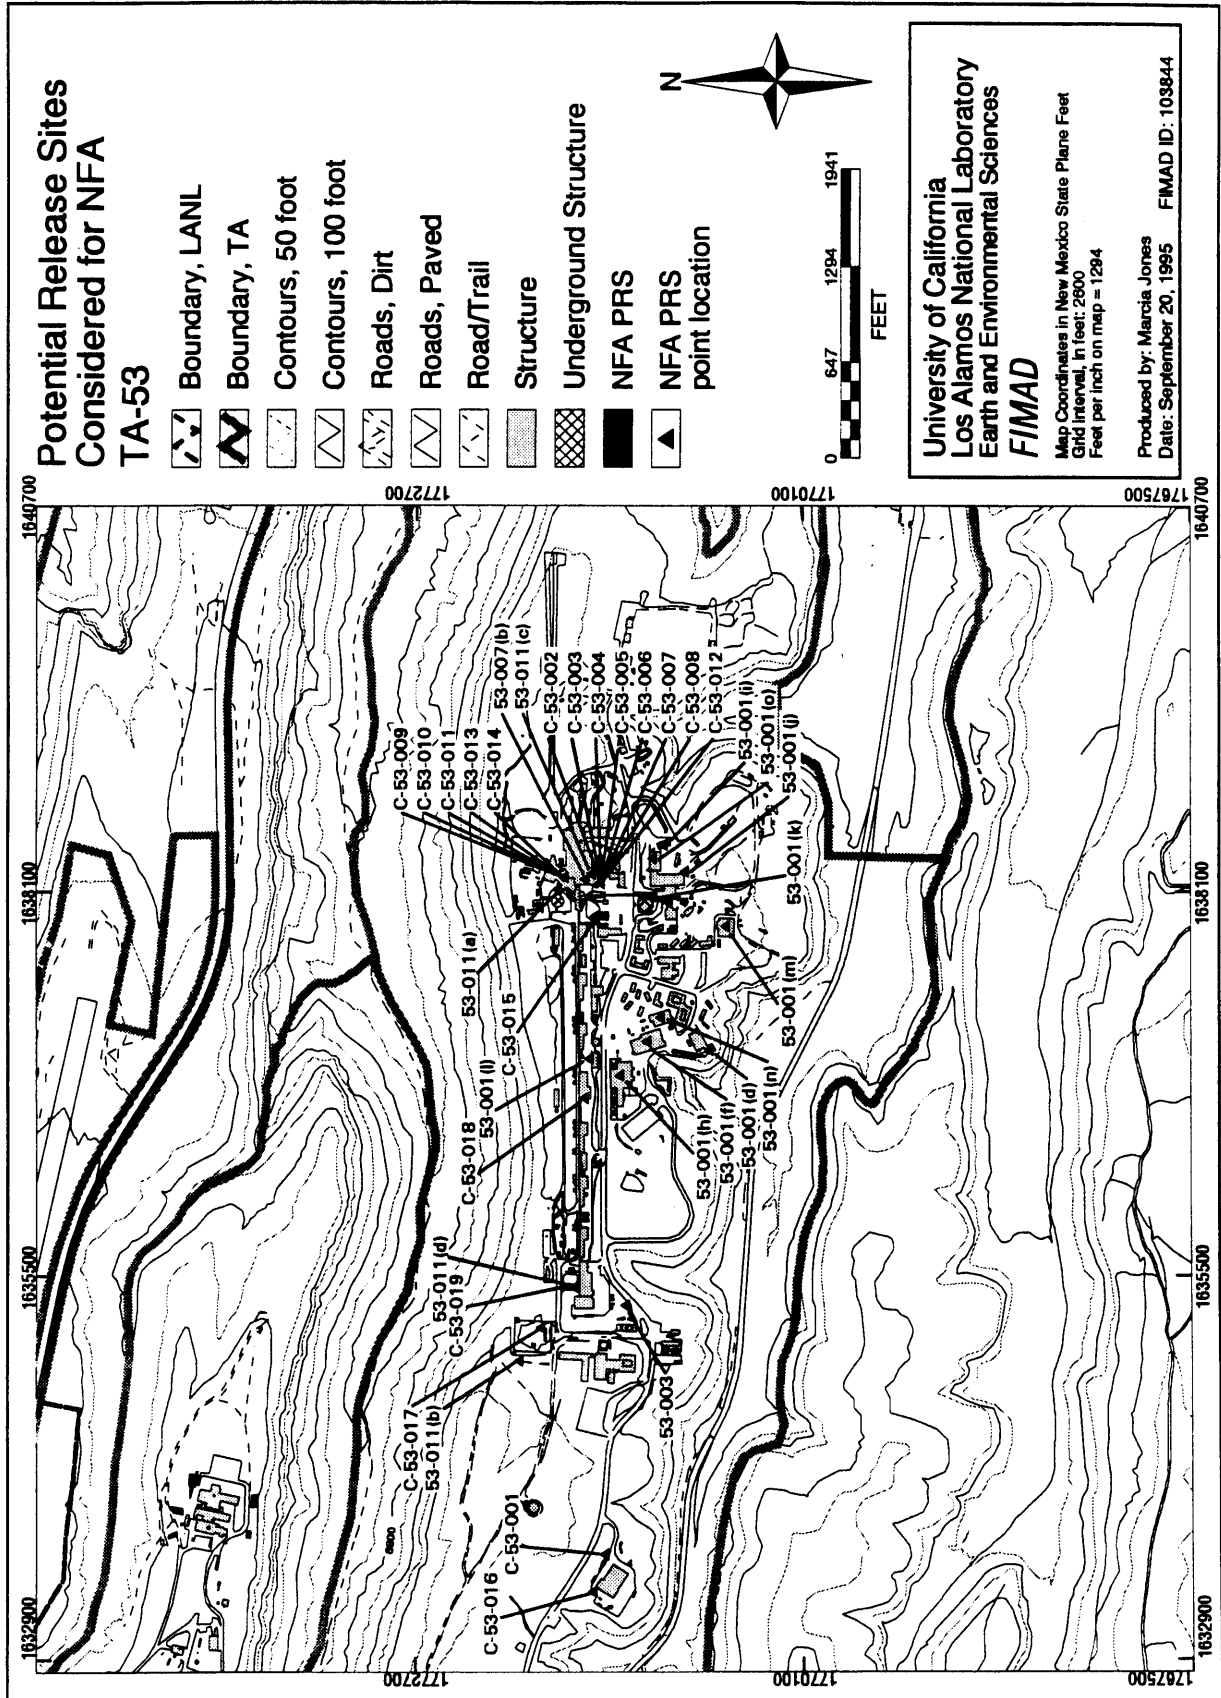 Potential Release Sites
Considered for NFA
TA-53
Boundary, LANL
Boundary, TA
Contours, 50 foot
Contours, 100 foot
Roads, Dirt
Roads, Paved
Road/Trail
Structure
Underground Structure
NFA PRS
NFA PRS
point location
N
0 647 1294 1941
FEET
University of California
Los Alamos National Laboratory
Earth and Environmental Sciences
FIMAD
Map Coordinates in New Mexico State Plane Feet
Grid interval, in feet: 2600
Feet per inch on map = 1294
Produced by: Marcia Jones
Date: September 20, 1995 FIMAD ID: 103844
1632900 1635500 1638100 1640700
1772700
1770100
1767500
1772700
1770100
1767500
1632900 1635500 1638100 1640700
C-53-009
C-53-010
C-53-011
C-53-013
C-53-014
53-007(b)
53-011(c)
C-53-002
C-53-003
C-53-004
C-53-005
C-53-006
C-53-007
C-53-008
C-53-012
53-001(i)
53-001(o)
53-001(j)
53-001(k)
53-001(m)
53-011(a)
C-53-015
53-001(l)
C-53-018
53-001(h)
53-001(f)
53-001(d)
53-001(n)
53-011(d)
C-53-019
C-53-017
53-011(b)
53-003
C-53-001
C-53-016